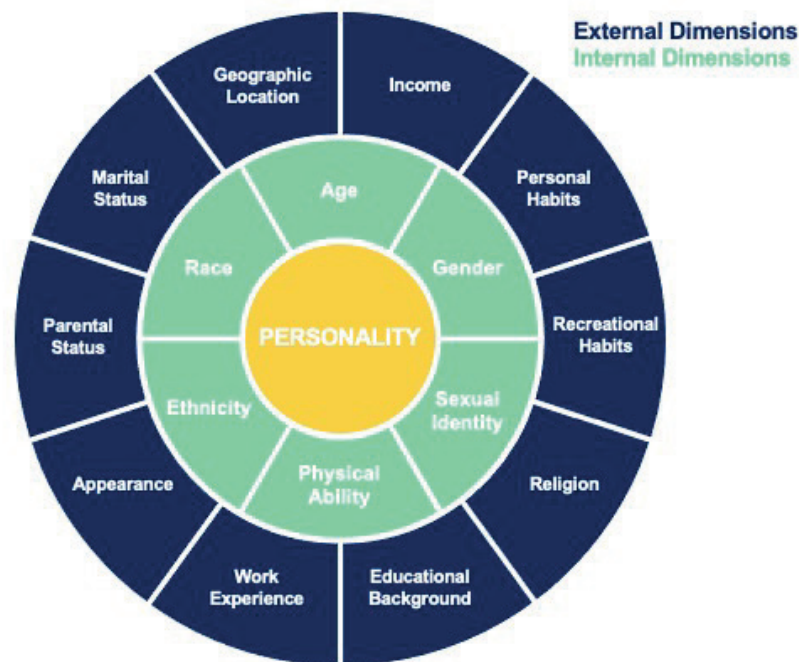 External Dimensions
Internal Dimensions
Geographic
Location
Income
Marital
Status
Personal
Habits
Age
Race
Gender
Parental
Status
PERSONALITY
Recreational
Habits
Ethnicity
Sexual
Identity
Appearance
Physical
Ability
Religion
Work
Experience
Educational
Background